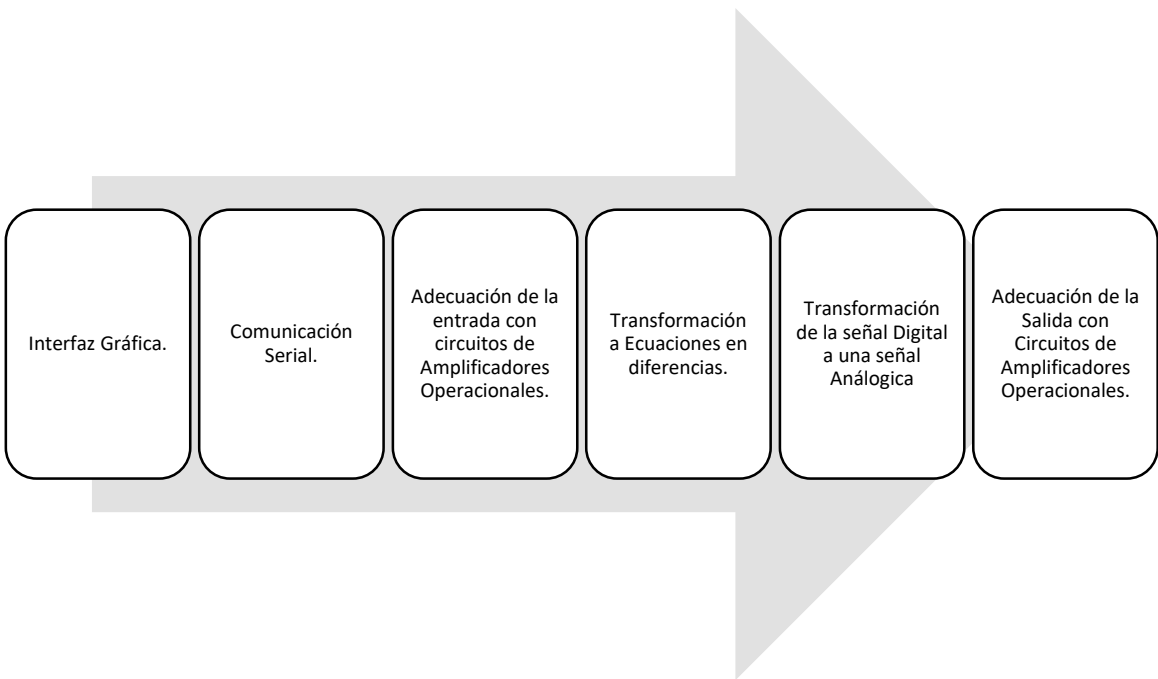 Interfaz Gráfica.
Comunicación
Serial.
Adecuación de la
entrada con
circuitos de
Amplificadores
Operacionales.
Transformación
a Ecuaciones en
diferencias.
Transformación
de la señal Digital
a una señal
Análogica
Adecuación de la
Salida con
Circuitos de
Amplificadores
Operacionales.